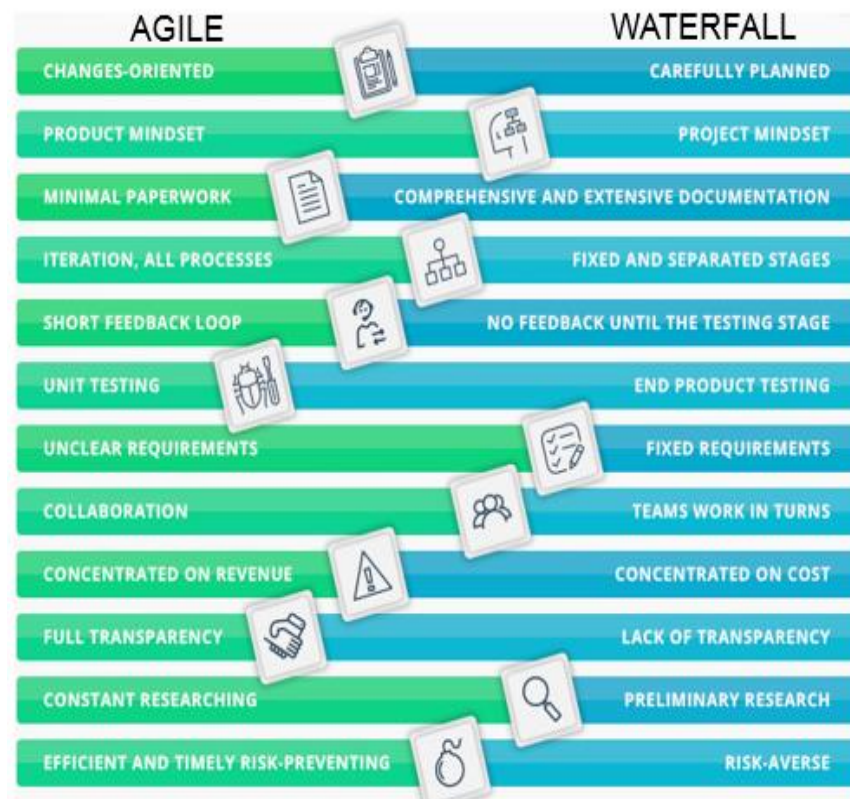 AGILE WATERFALL
CHANGES-ORIENTED CAREFULLY PLANNED
PRODUCT MINDSET PROJECT MINDSET
MINIMAL PAPERWORK COMPREHENSIVE AND EXTENSIVE DOCUMENTATION
ITERATION, ALL PROCESSES FIXED AND SEPARATED STAGES
SHORT FEEDBACK LOOP NO FEEDBACK UNTIL THE TESTING STAGE
UNIT TESTING END PRODUCT TESTING
UNCLEAR REQUIREMENTS FIXED REQUIREMENTS
COLLABORATION TEAMS WORK IN TURNS
CONCENTRATED ON REVENUE CONCENTRATED ON COST
FULL TRANSPARENCY LACK OF TRANSPARENCY
CONSTANT RESEARCHING PRELIMINARY RESEARCH
EFFICIENT AND TIMELY RISK-PREVENTING RISK-AVERSE